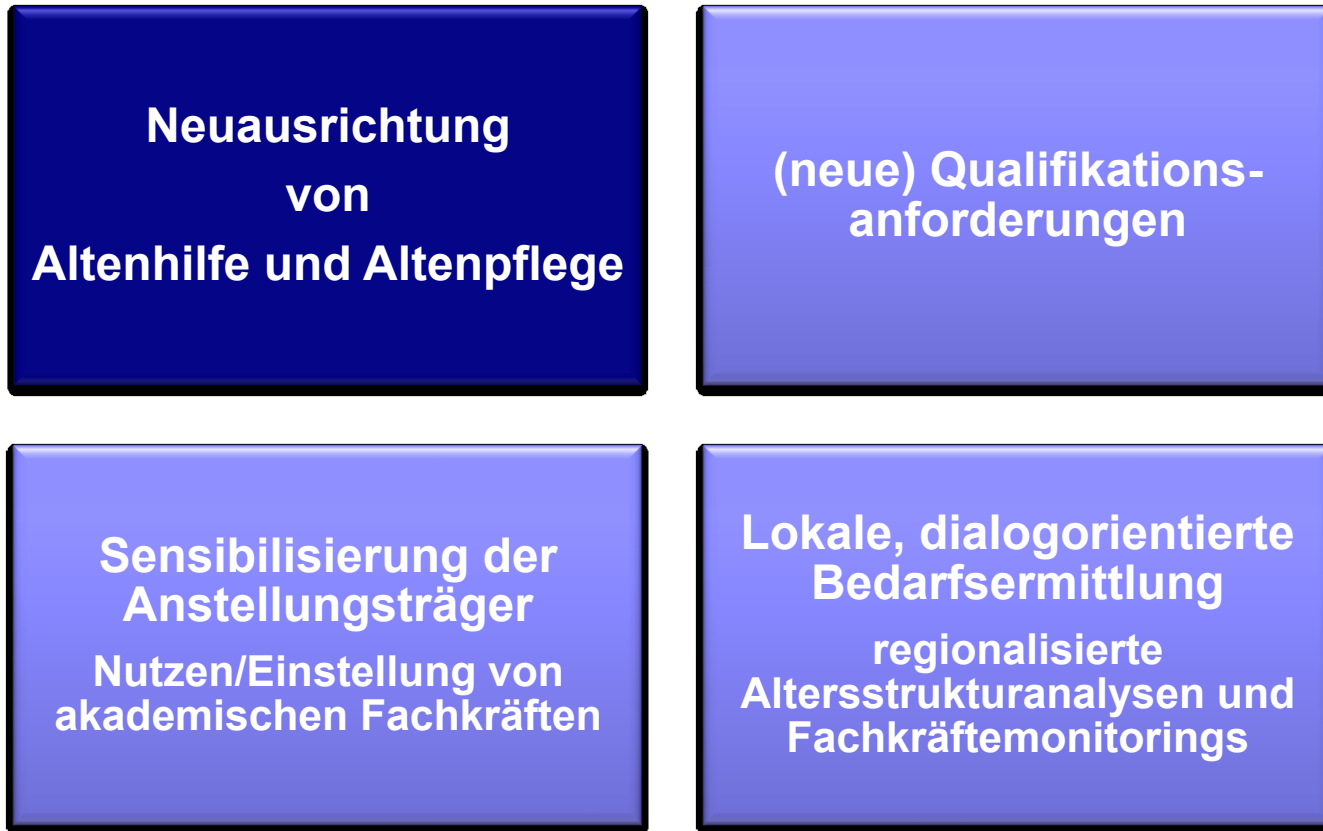 Neuausrichtung
von
Altenhilfe und Altenpflege
(neue) Qualifikations-
anforderungen
Sensibilisierung der
Anstellungsträger
Nutzen/Einstellung von
akademischen Fachkräften
Lokale, dialogorientierte
Bedarfsermittlung
regionalisierte
Altersstrukturanalysen und
Fachkräftemonitorings